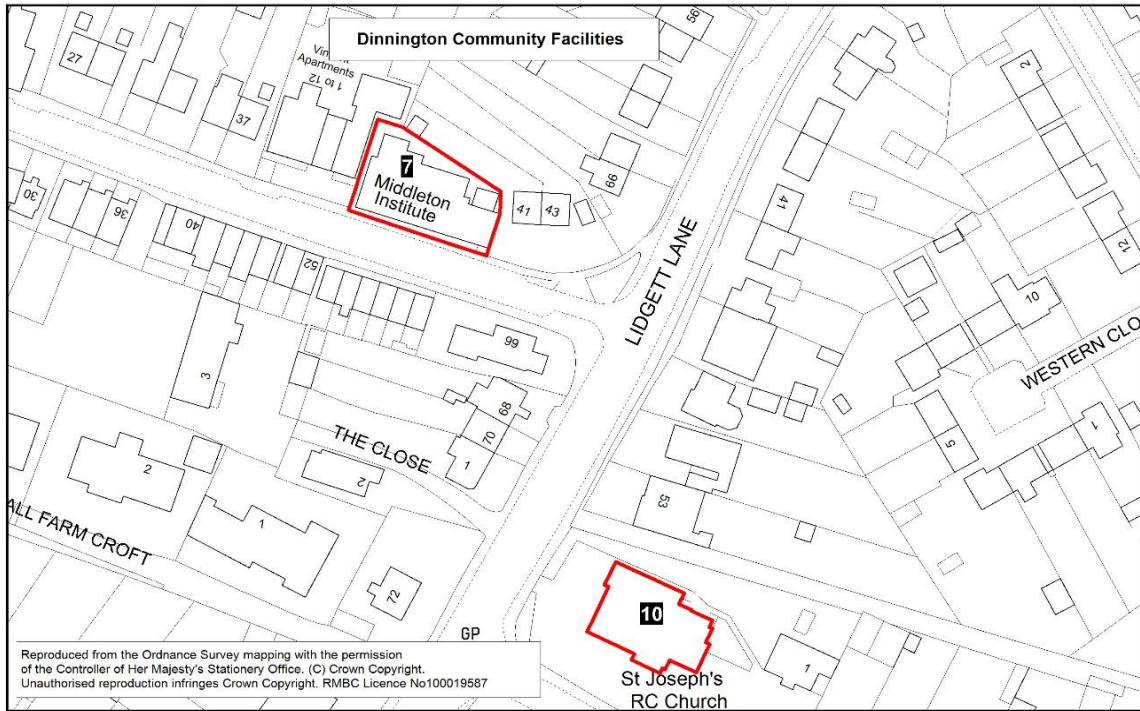 Dinnington Community Facilities
56
2
27
Vincent
Apartments
1 to 12
37
7
Middleton
Institute
41 43
66
41
12
30
36
40
52
LIDGETT LANE
10
WESTERN CLO
66
3
68
70
1
THE CLOSE
2
2
1
5
1
53
ALL FARM CROFT
72
GP
10
1
St Joseph's
RC Church
Reproduced from the Ordnance Survey mapping with the permission
of the Controller of Her Majesty's Stationery Office. (C) Crown Copyright.
Unauthorised reproduction infringes Crown Copyright. RMBC Licence No100019587